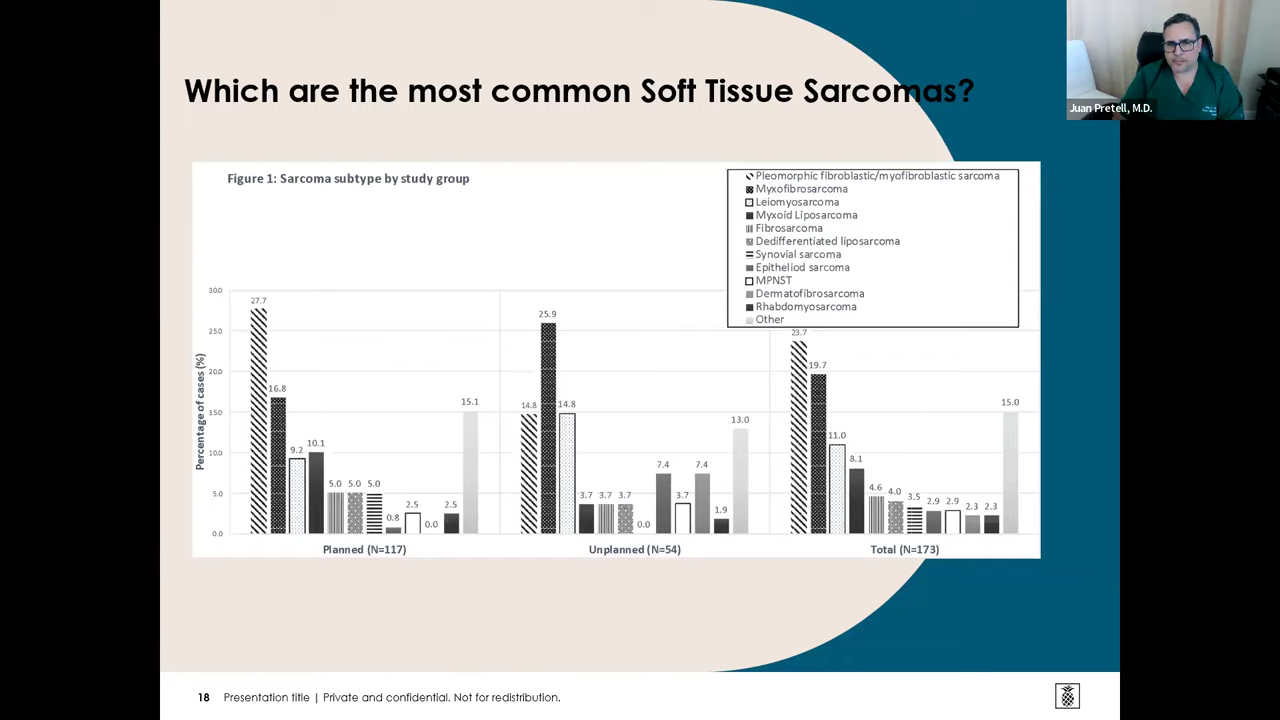 Which are the most common Soft Tissue Sarcomas?
Juan Pretell, M.D.
Figure 1: Sarcoma subtype by study group
Pleomorphic fibroblastic/myofibroblastic sarcoma
Myxofibrosarcoma
Leiomyosarcoma
Myxoid Liposarcoma
Fibrosarcoma
Dedifferentiated liposarcoma
Synovial sarcoma
Epitheliod sarcoma
MPNST
Dermatofibrosarcoma
Rhabdomyosarcoma
Other
Percentage of cases (%)
30.0
25.0
20.0
15.0
10.0
5.0
0.0
27.7
16.8
9.2
10.1
5.0
5.0
5.0
0.8
2.5
0.0
2.5
15.1
14.8
25.9
14.8
3.7
3.7
3.7
0.0
7.4
3.7
7.4
1.9
13.0
23.7
19.7
11.0
8.1
4.6
4.0
3.5
2.9
2.9
2.3
2.3
15.0
Planned (N=117)
Unplanned (N=54)
Total (N=173)
18 Presentation title | Private and confidential. Not for redistribution.